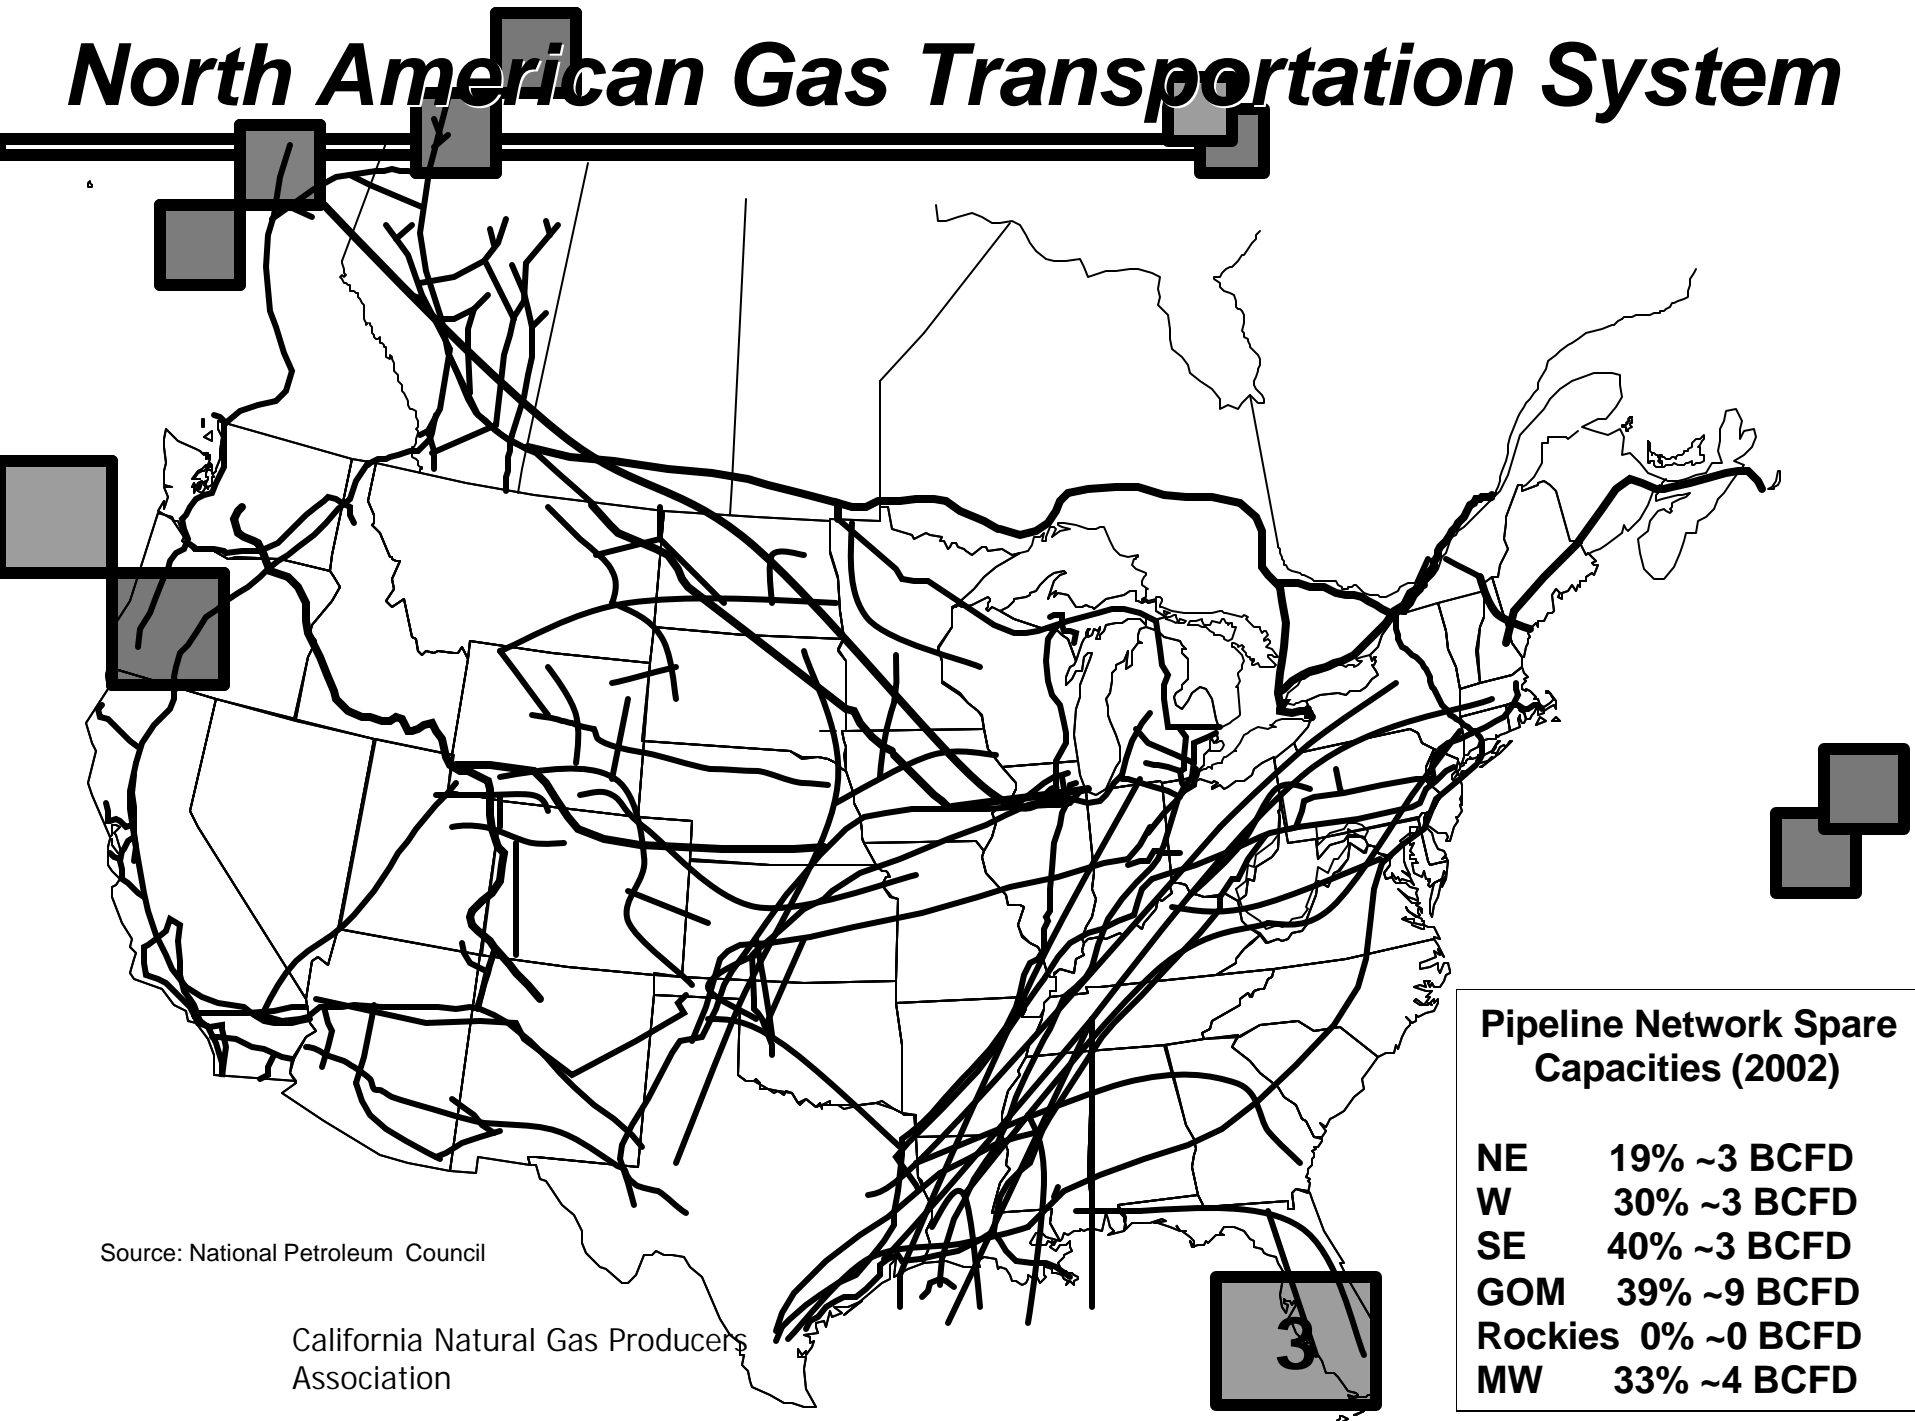 North American Gas Transportation System
Pipeline Network Spare
Capacities (2002)
NE 19% ~3 BCFD
W 30% ~3 BCFD
SE 40% ~3 BCFD
GOM 39% ~9 BCFD
Rockies 0% ~0 BCFD
MW 33% ~4 BCFD
Source: National Petroleum Council
California Natural Gas Producers
Association
3